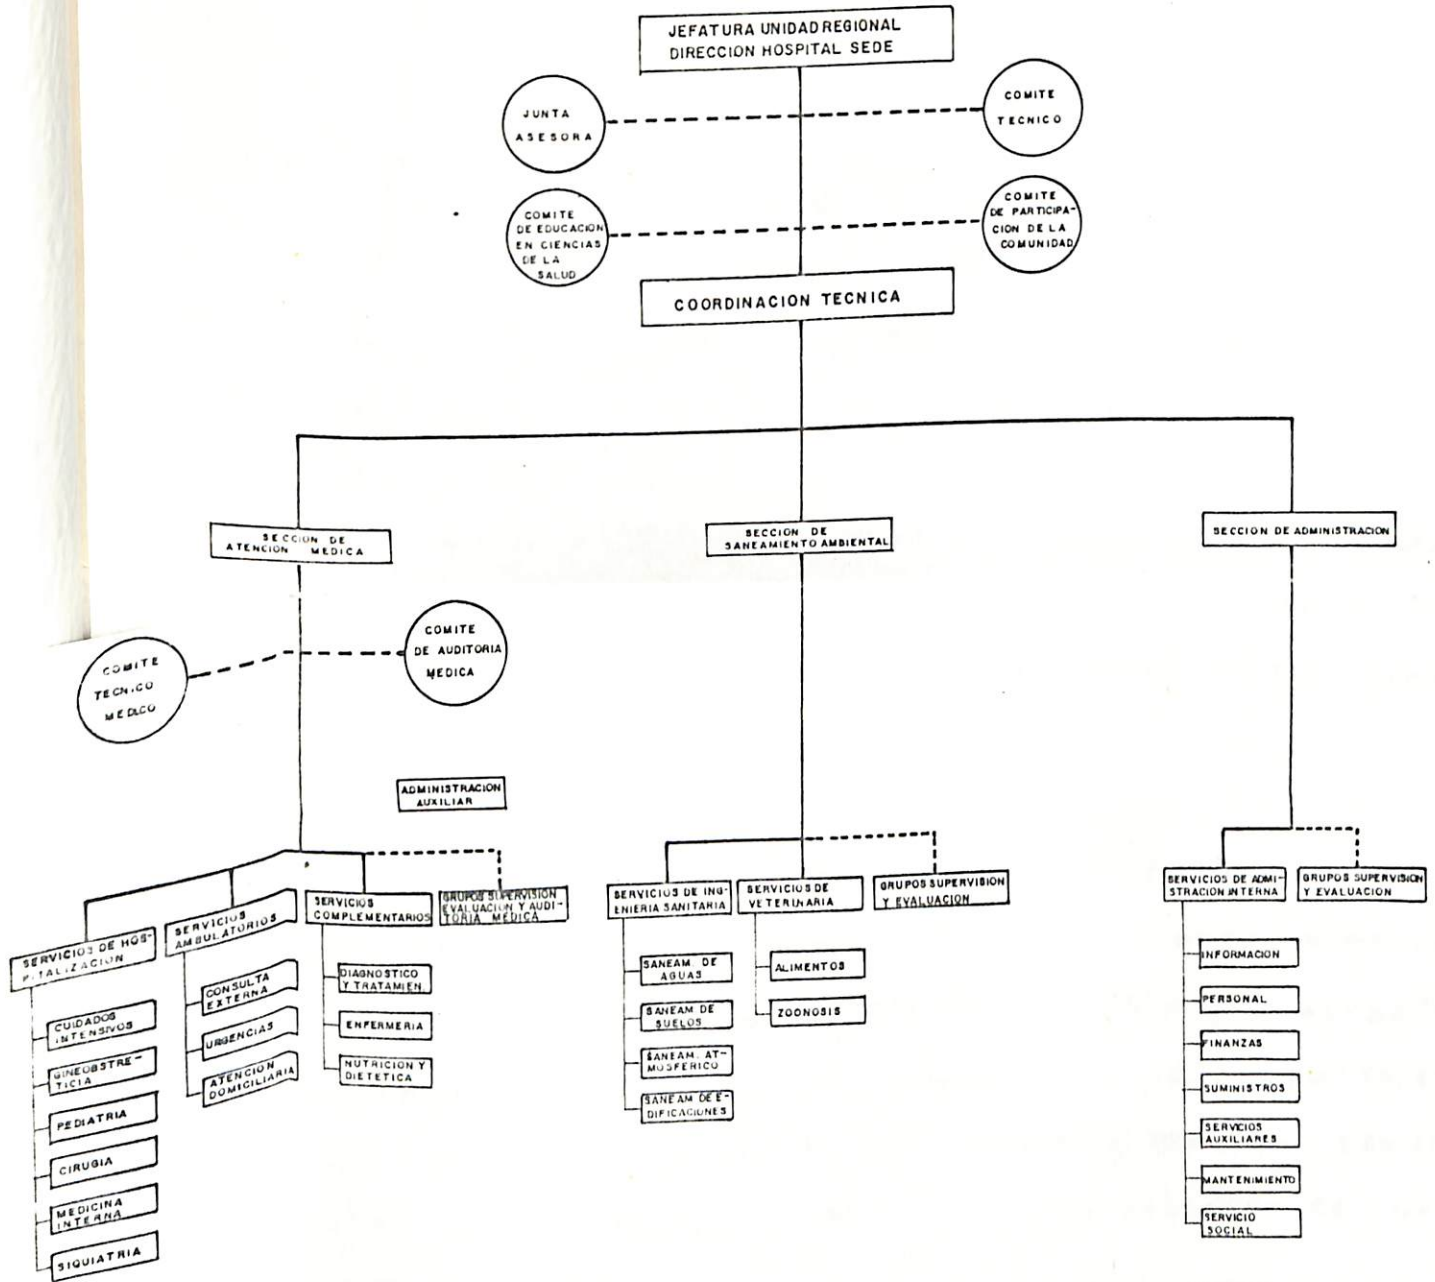 JEFATURA UNIDAD REGIONAL
DIRECCION HOSPITAL SEDE
JUNTA
ASESORA
COMITE
TECNICO
COMITE
DE EDUCACION
EN CIENCIAS
DE LA
SALUD
COMITE
DE PARTICIPA-
CION DE LA
COMUNIDAD
COORDINACION TECNICA
SECCION DE
ATENCION MEDICA
SECCION DE
SANEAMIENTO AMBIENTAL
SECCION DE ADMINISTRACION
COMITE
TECNICO
MEDICO
COMITE
DE AUDITORIA
MEDICA
ADMINISTRACION
AUXILIAR
SERVICIOS DE HOS-
PITALIZACION
CUIDADOS
INTENSIVOS
GINEOBSTRE-
TICIA
PEDIATRIA
CIRUGIA
MEDICINA
INTERNA
SIQUIATRIA
SERVICIOS
AMBULATORIOS
CONSULTA
EXTERNA
URGENCIAS
ATENCION
DOMICILIARIA
SERVICIOS
COMPLEMENTARIOS
DIAGNOSTICO
Y TRATAMIEN.
ENFERMERIA
NUTRICION Y
DIETETICA
GRUPOS SUPERVISION
EVALUACION Y AUDI-
TORIA MEDICA
SERVICIOS DE ING-
ENIERIA SANITARIA
SANEAM. DE
AGUAS
SANEAM DE
SUELOS
SANEAM. AT-
MOSFERICO
SANEAM DE E-
DIFICACIONES
SERVICIOS DE
VETERINARIA
ALIMENTOS
ZOONOSIS
GRUPOS SUPERVISION
Y EVALUACION
SERVICIOS DE ADMI-
STRACION INTERNA
INFORMACION
PERSONAL
FINANZAS
SUMINISTROS
SERVICIOS
AUXILIARES
MANTENIMIENTO
SERVICIO
SOCIAL
GRUPOS SUPERVISION
Y EVALUACION